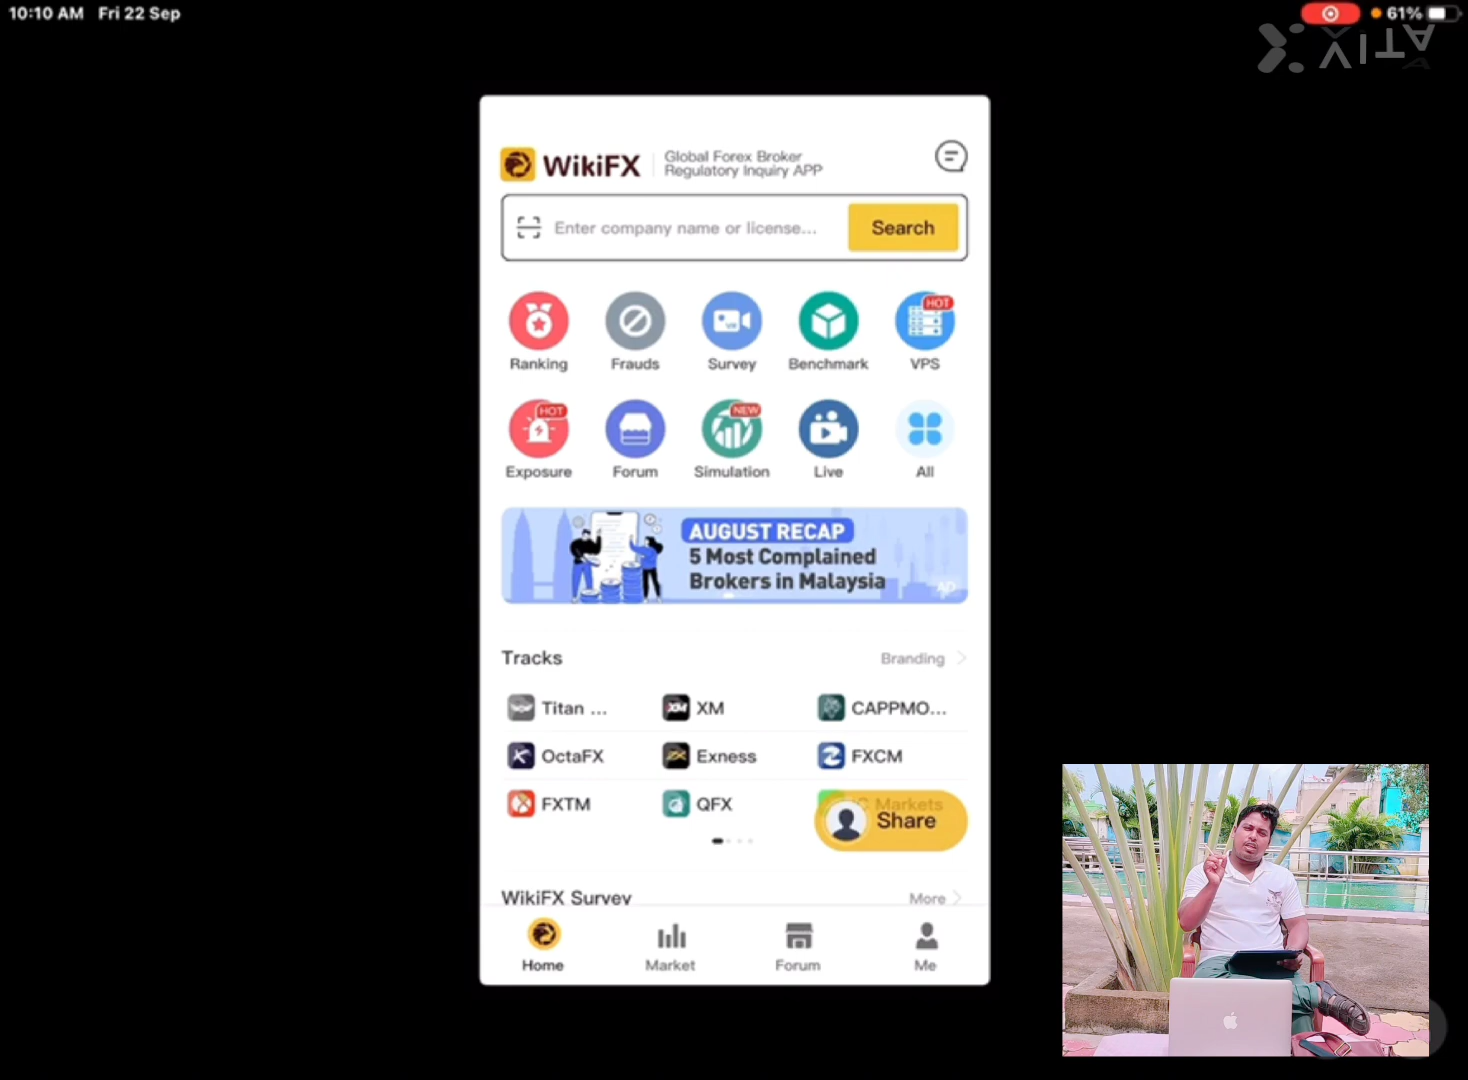 10:10 AM Fri 22 Sep
61%
VITA
WikiFX
Global Forex Broker
Regulatory Inquiry APP
Enter company name or license...
Search
HOT
Ranking
Frauds
Survey
Benchmark
VPS
HOT
NEW
Exposure
Forum
Simulation
Live
All
AUGUST RECAP
5 Most Complained
Brokers in Malaysia
Tracks
Branding
Titan ...
XM
CAPPMO...
OctaFX
Exness
FXCM
FXTM
QFX
C Markets
Share
WikiFX Survey
More
Home
Market
Forum
Me